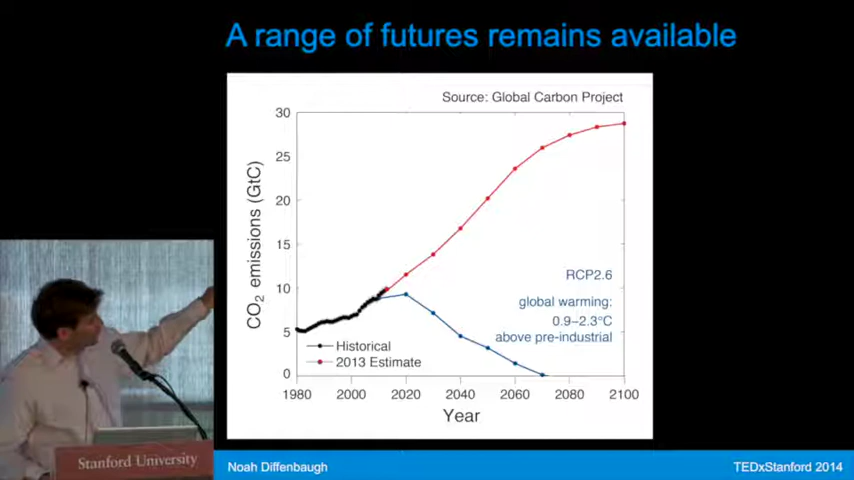 A range of futures remains available
Source: Global Carbon Project
30
25
20
15
10
5
0
CO2 emissions (GtC)
RCP2.6
global warming:
0.9–2.3°C
above pre-industrial
Historical
2013 Estimate
1980 2000 2020 2040 2060 2080 2100
Year
Stanford University
Noah Diffenbaugh
TEDxStanford 2014